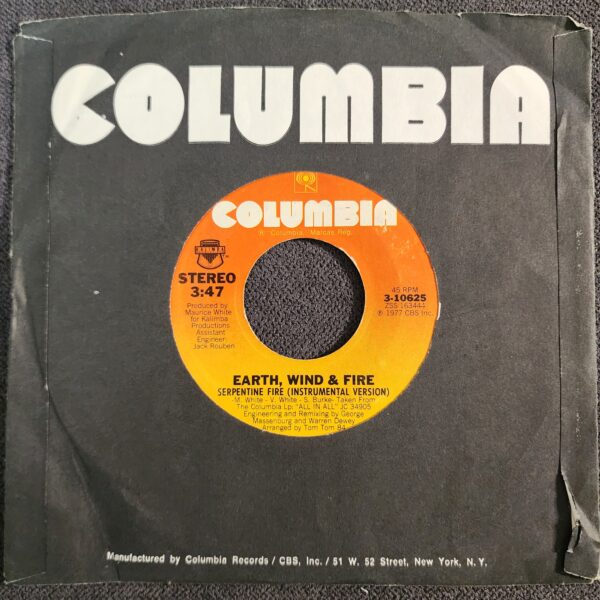 COLUMBIA
COLUMBIA
® Columbia, Marcas Reg.
STEREO
3:47
Produced by
Maurice White
for Kalimba
Productions
Assistant
Engineer:
Jack Rouben
45 RPM
3-10625
ZSS 163444
℗ 1977 CBS Inc.
EARTH, WIND & FIRE
SERPENTINE FIRE (INSTRUMENTAL VERSION)
-M. White - V. White - S. Burke- Taken From
The Columbia Lp: "ALL 'N ALL" JC 34905
Engineering and Remixing by George
Massenburg and Warren Dewey
Arranged by Tom Tom 84
Manufactured by Columbia Records / CBS, Inc. / 51 W. 52 Street, New York, N.Y.